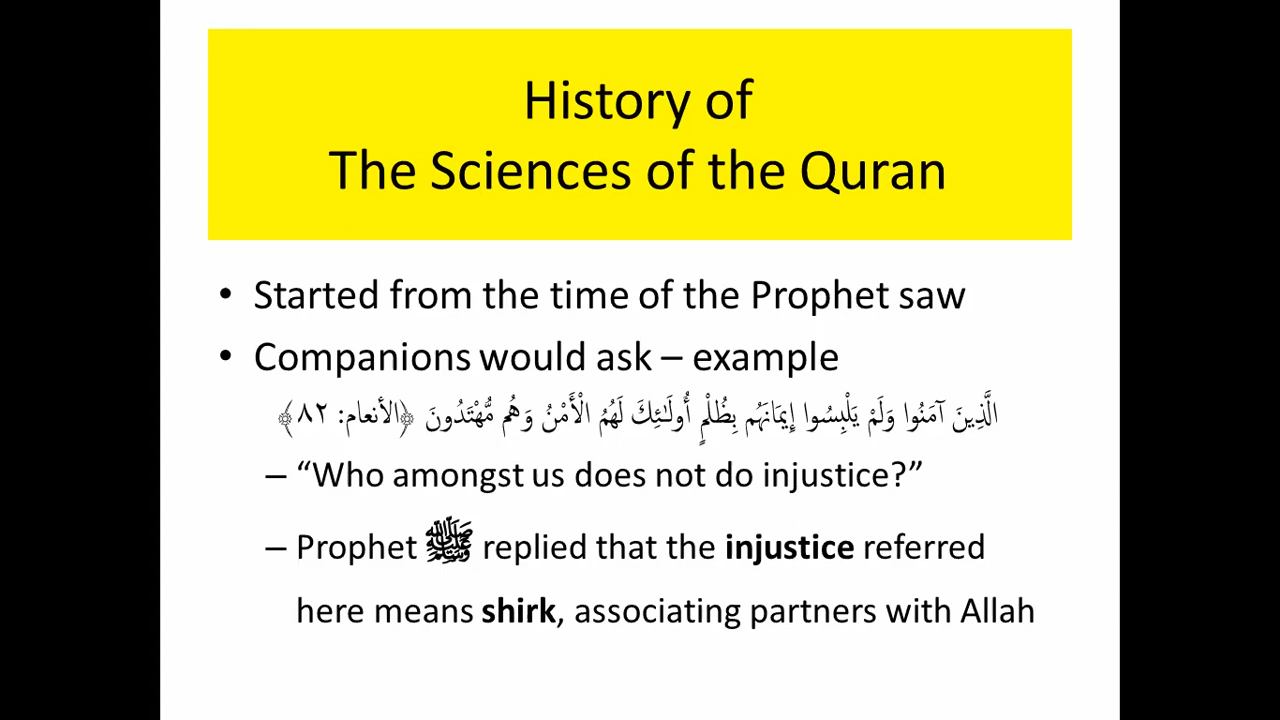 History of
The Sciences of the Quran
• Started from the time of the Prophet saw
• Companions would ask – example
الَّذِينَ آمَنُوا وَلَمْ يَلْبِسُوا إِيمَانَهُم بِظُلْمٍ أُولَـٰئِكَ لَهُمُ الْأَمْنُ وَهُم مُّهْتَدُونَ ﴿الأنعام: ٨٢﴾
– “Who amongst us does not do injustice?”
– Prophet ﷺ replied that the injustice referred
here means shirk, associating partners with Allah